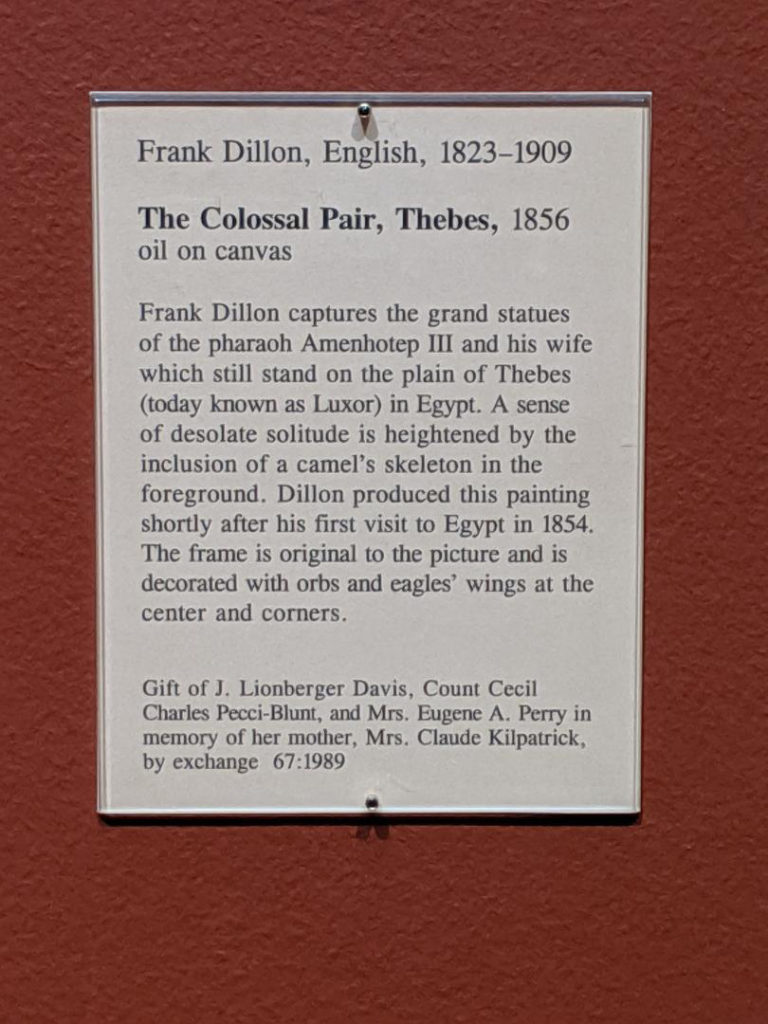 Frank Dillon, English, 1823–1909
The Colossal Pair, Thebes, 1856
oil on canvas
Frank Dillon captures the grand statues
of the pharaoh Amenhotep III and his wife
which still stand on the plain of Thebes
(today known as Luxor) in Egypt. A sense
of desolate solitude is heightened by the
inclusion of a camel's skeleton in the
foreground. Dillon produced this painting
shortly after his first visit to Egypt in 1854.
The frame is original to the picture and is
decorated with orbs and eagles' wings at the
center and corners.
Gift of J. Lionberger Davis, Count Cecil
Charles Pecci-Blunt, and Mrs. Eugene A. Perry in
memory of her mother, Mrs. Claude Kilpatrick,
by exchange 67:1989